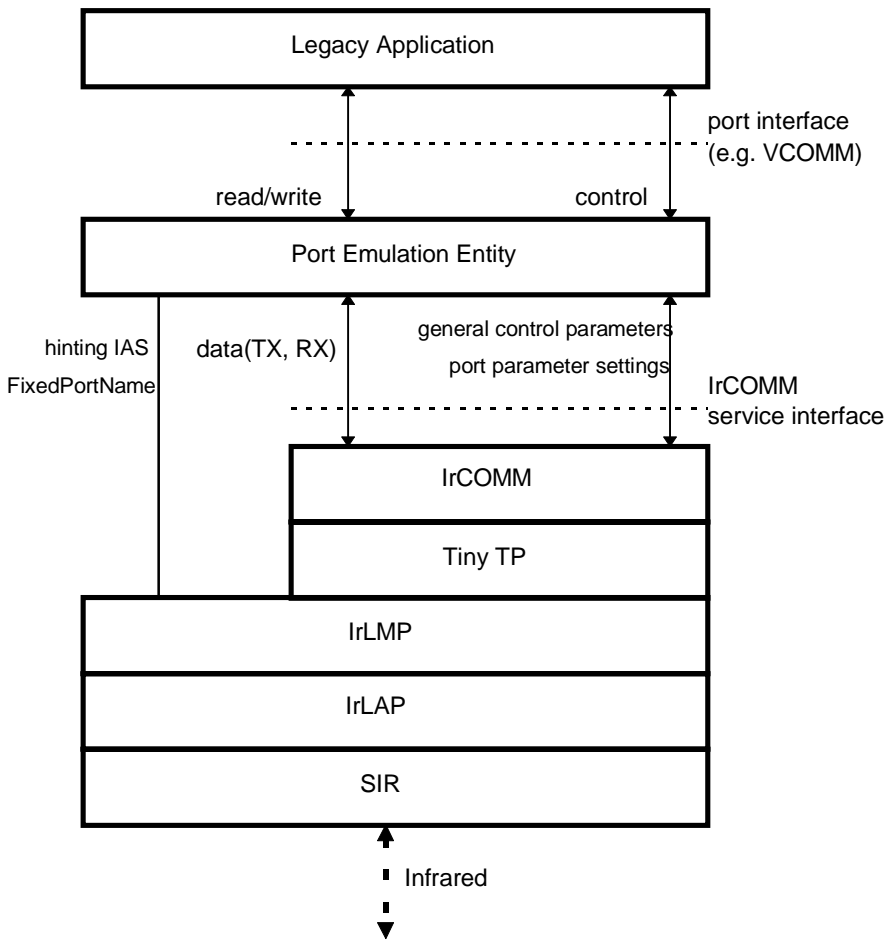 Legacy Application
port interface
(e.g. VCOMM)
read/write
control
Port Emulation Entity
general control parameters
hinting IAS
data(TX, RX)
port parameter settings
FixedPortName
IrCOMM
service interface
IrCOMM
Tiny TP
IrLMP
IrLAP
SIR
Infrared